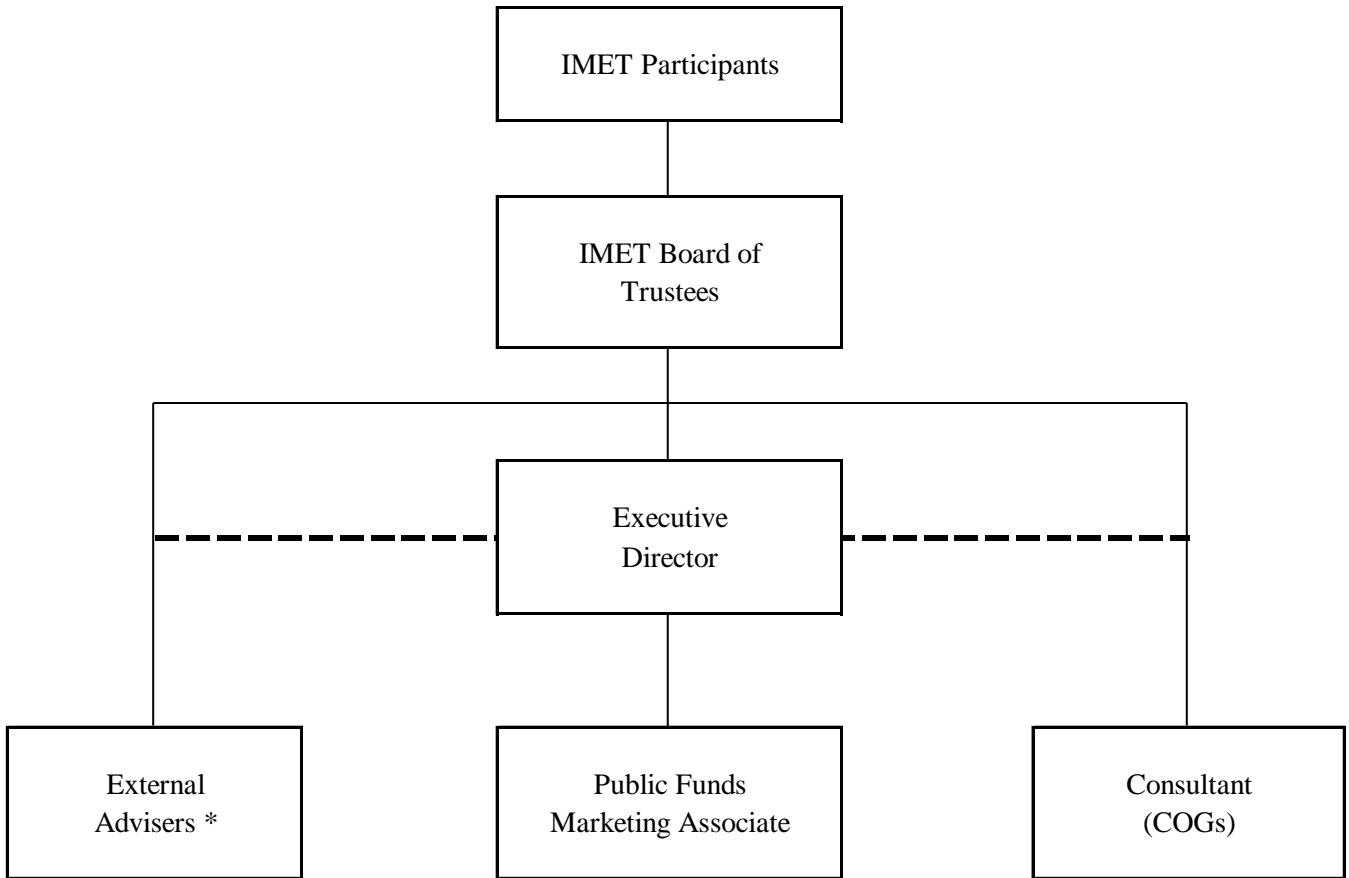 IMET Participants
IMET Board of
Trustees
Executive
Director
External
Advisers *
Public Funds
Marketing Associate
Consultant
(COGs)